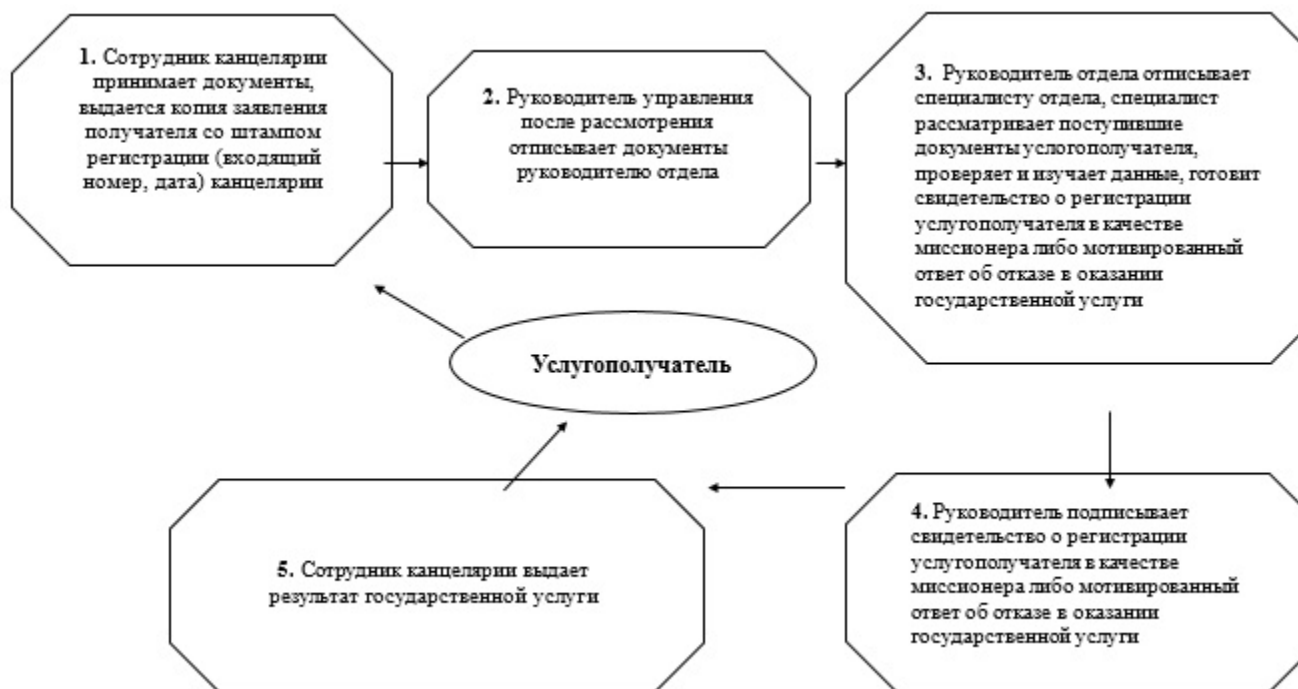 1. Сотрудник канцелярии
принимает документы,
выдается копия заявления
получателя со штампом
регистрации (входящий
номер, дата) канцелярии
2. Руководитель управления
после рассмотрения
отписывает документы
руководителю отдела
3. Руководитель отдела отписывает
специалисту отдела, специалист
рассматривает поступившие
документы услогополучателя,
проверяет и изучает данные, готовит
свидетельство о регистрации
услугополучателя в качестве
миссионера либо мотивированный
ответ об отказе в оказании
государственной услуги
Услугополучатель
4. Руководитель подписывает
свидетельство о регистрации
услугополучателя в качестве
миссионера либо мотивированный
ответ об отказе в оказании
государственной услуги
5. Сотрудник канцелярии выдает
результат государственной услуги